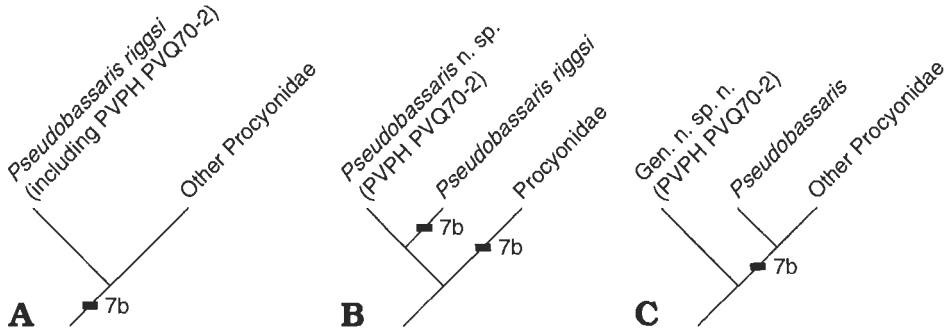 Pseudobassaris riggsi
(including PVPH PVQ70-2)
Other Procyonidae
7b
A
Pseudobassaris n. sp.
(PVPH PVQ70-2)
Pseudobassaris riggsi
Procyonidae
7b
7b
B
Gen. n. sp. n.
(PVPH PVQ70-2)
Pseudobassaris
Other Procyonidae
7b
C